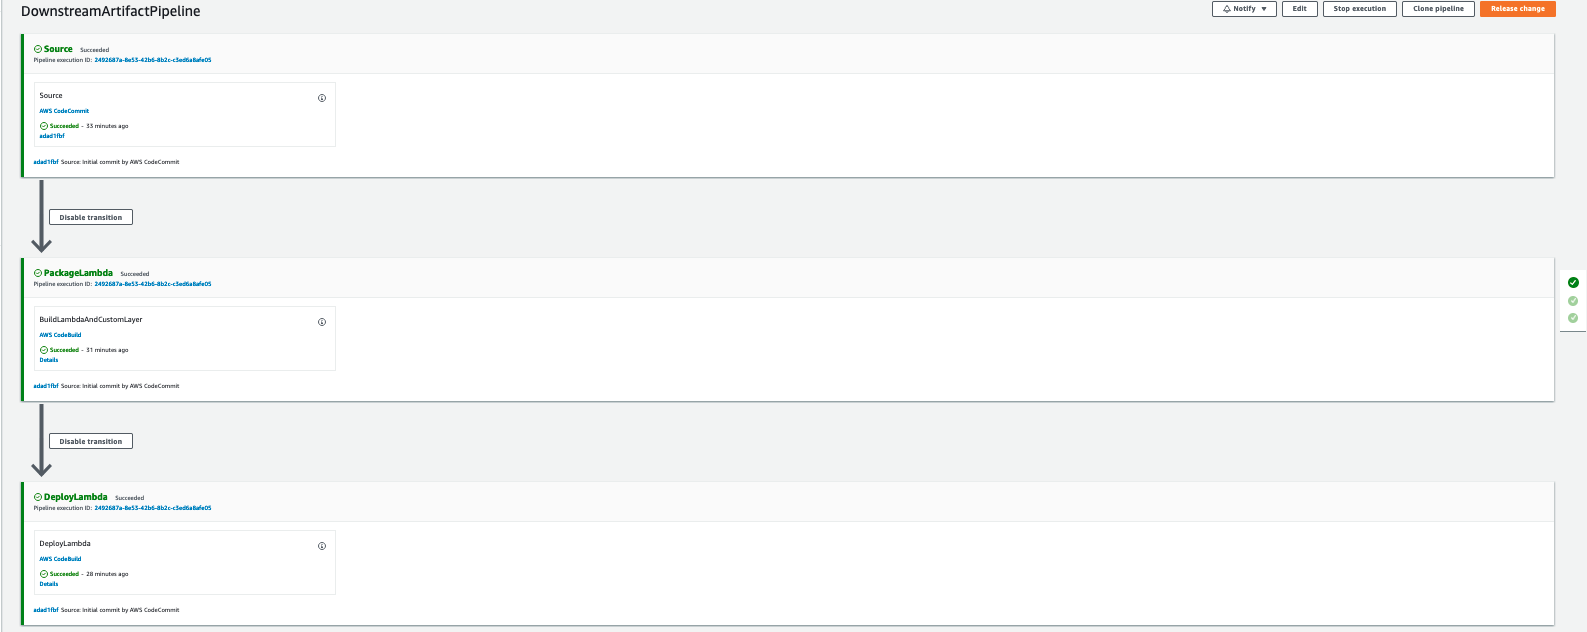 DownstreamArtifactPipeline
Notify
Edit
Stop execution
Clone pipeline
Release change
Source Succeeded
Pipeline execution ID: 2492687a-8e53-42b6-8b2c-c3ed6a8afe05
Source
AWS CodeCommit
Succeeded - 33 minutes ago
adad1fbf
adad1fbf Source: Initial commit by AWS CodeCommit
Disable transition
PackageLambda Succeeded
Pipeline execution ID: 2492687a-8e53-42b6-8b2c-c3ed6a8afe05
BuildLambdaAndCustomLayer
AWS CodeBuild
Succeeded - 31 minutes ago
Details
adad1fbf Source: Initial commit by AWS CodeCommit
Disable transition
DeployLambda Succeeded
Pipeline execution ID: 2492687a-8e53-42b6-8b2c-c3ed6a8afe05
DeployLambda
AWS CodeBuild
Succeeded - 28 minutes ago
Details
adad1fbf Source: Initial commit by AWS CodeCommit